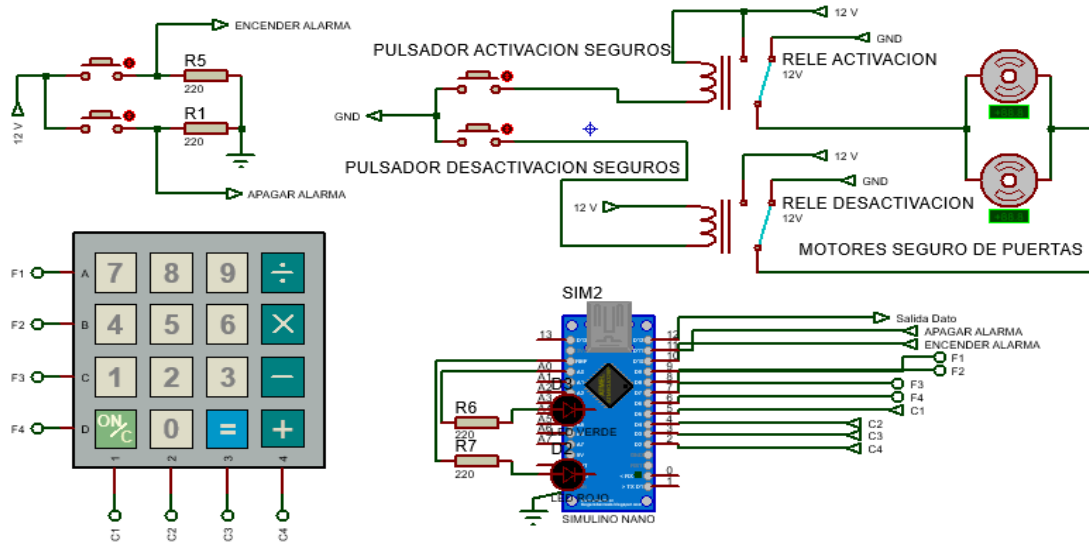 ENCENDER ALARMA
R5
220
R1
220
12 V
APAGAR ALARMA
PULSADOR ACTIVACION SEGUROS
GND
PULSADOR DESACTIVACION SEGUROS
12 V
GND
RELE ACTIVACION
12V
12 V
GND
12 V
RELE DESACTIVACION
12V
MOTORES SEGURO DE PUERTAS
F1
F2
F3
F4
A
B
C
D
7 8 9 ÷
4 5 6 ×
1 2 3 −
ON/C 0 = +
1 2 3 4
C1 C2 C3 C4
SIM2
13
A0
A1
A2
A3
A5
A6
A7
12
11
10
9
8
7
6
5
4
3
2
0
1
Salida Dato
APAGAR ALARMA
ENCENDER ALARMA
F1
F2
F3
F4
C1
C2
C3
C4
R6
220
R7
220
D3
LED VERDE
D2
LED ROJO
SIMULINO NANO